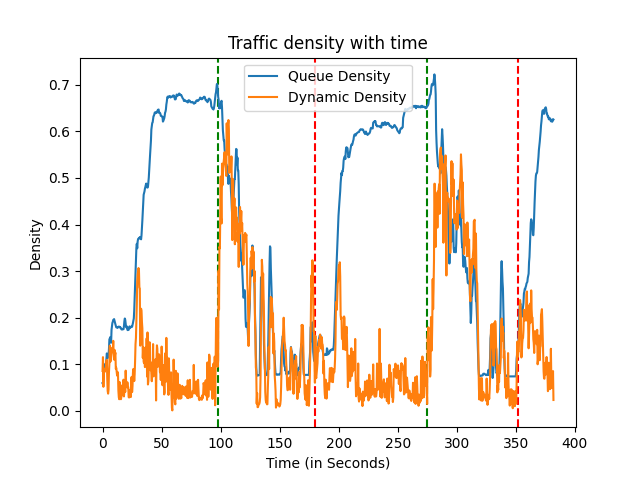 Traffic density with time
Queue Density
Dynamic Density
Density
0.7
0.6
0.5
0.4
0.3
0.2
0.1
0.0
0 50 100 150 200 250 300 350 400
Time (in Seconds)